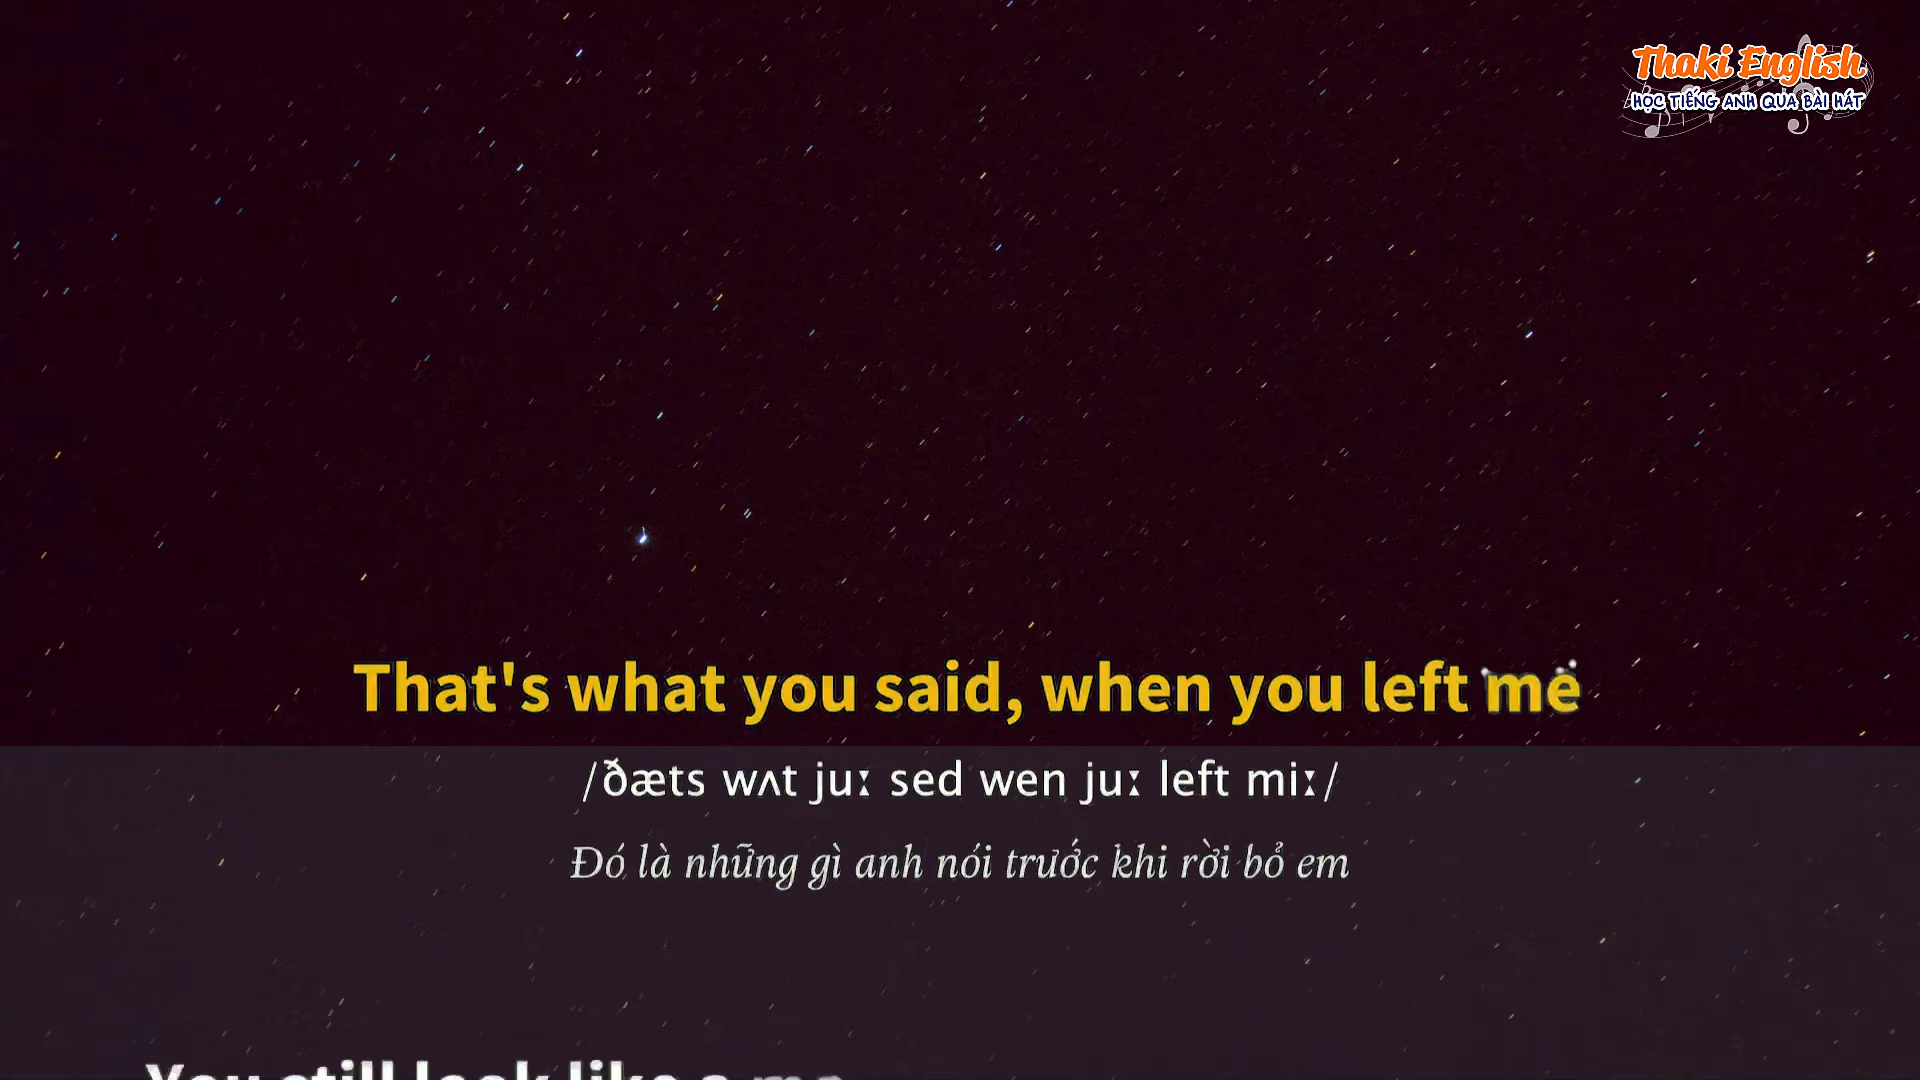 Thaki English
HỌC TIẾNG ANH QUA BÀI HÁT
That's what you said, when you left me
/ðæts wʌt juː sed wen juː left miː/
Đó là những gì anh nói trước khi rời bỏ em
You still look like a